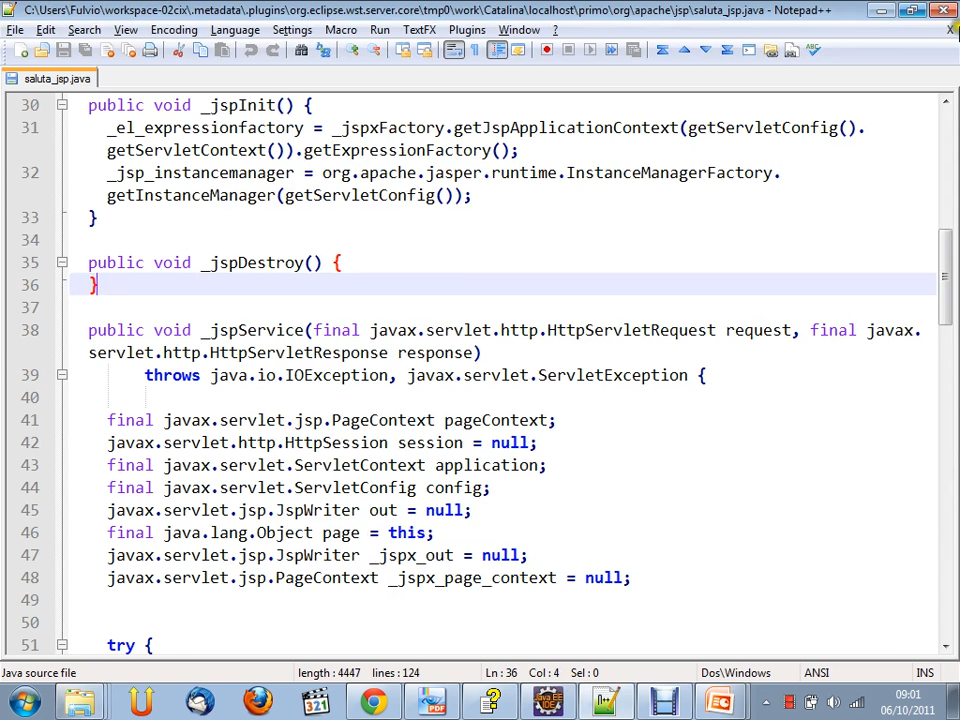 C:\Users\Fulvio\workspace-02cix\.metadata\.plugins\org.eclipse.wst.server.core\tmp0\work\Catalina\localhost\primo\org\apache\jsp\saluta_jsp.java - Notepad++
File Edit Search View Encoding Language Settings Macro Run TextFX Plugins Window ? X
saluta_jsp.java
30 public void _jspInit() {
31 _el_expressionfactory = _jspxFactory.getJspApplicationContext(getServletConfig().
getServletContext()).getExpressionFactory();
32 _jsp_instancemanager = org.apache.jasper.runtime.InstanceManagerFactory.
getInstanceManager(getServletConfig());
33 }
34
35 public void _jspDestroy() {
36 }
37
38 public void _jspService(final javax.servlet.http.HttpServletRequest request, final javax.
servlet.http.HttpServletResponse response)
39 throws java.io.IOException, javax.servlet.ServletException {
40
41 final javax.servlet.jsp.PageContext pageContext;
42 javax.servlet.http.HttpSession session = null;
43 final javax.servlet.ServletContext application;
44 final javax.servlet.ServletConfig config;
45 javax.servlet.jsp.JspWriter out = null;
46 final java.lang.Object page = this;
47 javax.servlet.jsp.JspWriter _jspx_out = null;
48 javax.servlet.jsp.PageContext _jspx_page_context = null;
49
50
51 try {
Java source file length : 4447 lines : 124 Ln : 36 Col : 4 Sel : 0 Dos\Windows ANSI INS
321 PDF Java EE IDE 09:01
06/10/2011